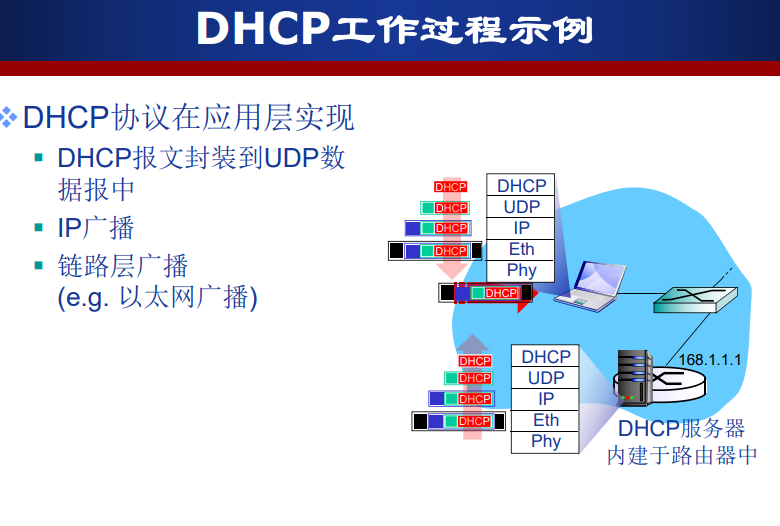 DHCP工作过程示例
DHCP协议在应用层实现
DHCP报文封装到UDP数
据报中
IP广播
链路层广播
(e.g. 以太网广播)
DHCP
DHCP
DHCP
DHCP
DHCP
DHCP
UDP
IP
Eth
Phy
168.1.1.1
DHCP
DHCP
DHCP
DHCP
DHCP
UDP
IP
Eth
Phy
DHCP服务器
内建于路由器中